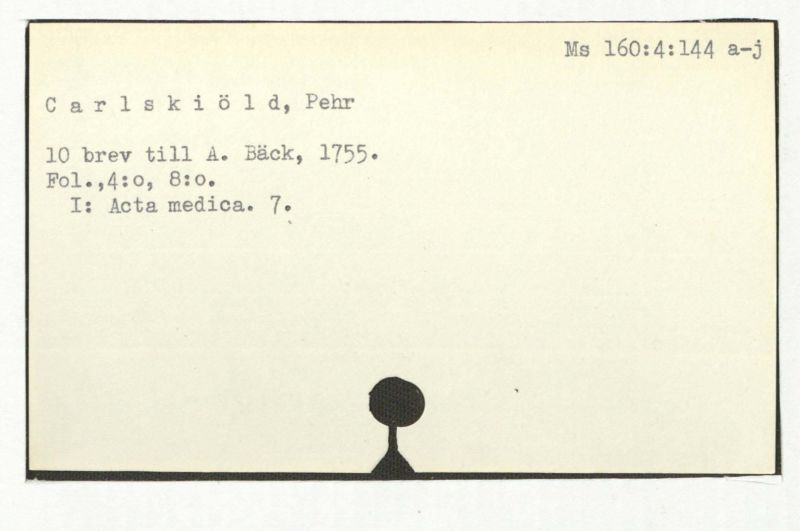 Ms 160:4:144 a-j
C a r l s k i ö l d, Pehr
10 brev till A. Bäck, 1755.
Fol.,4:o, 8:o.
I: Acta medica. 7.